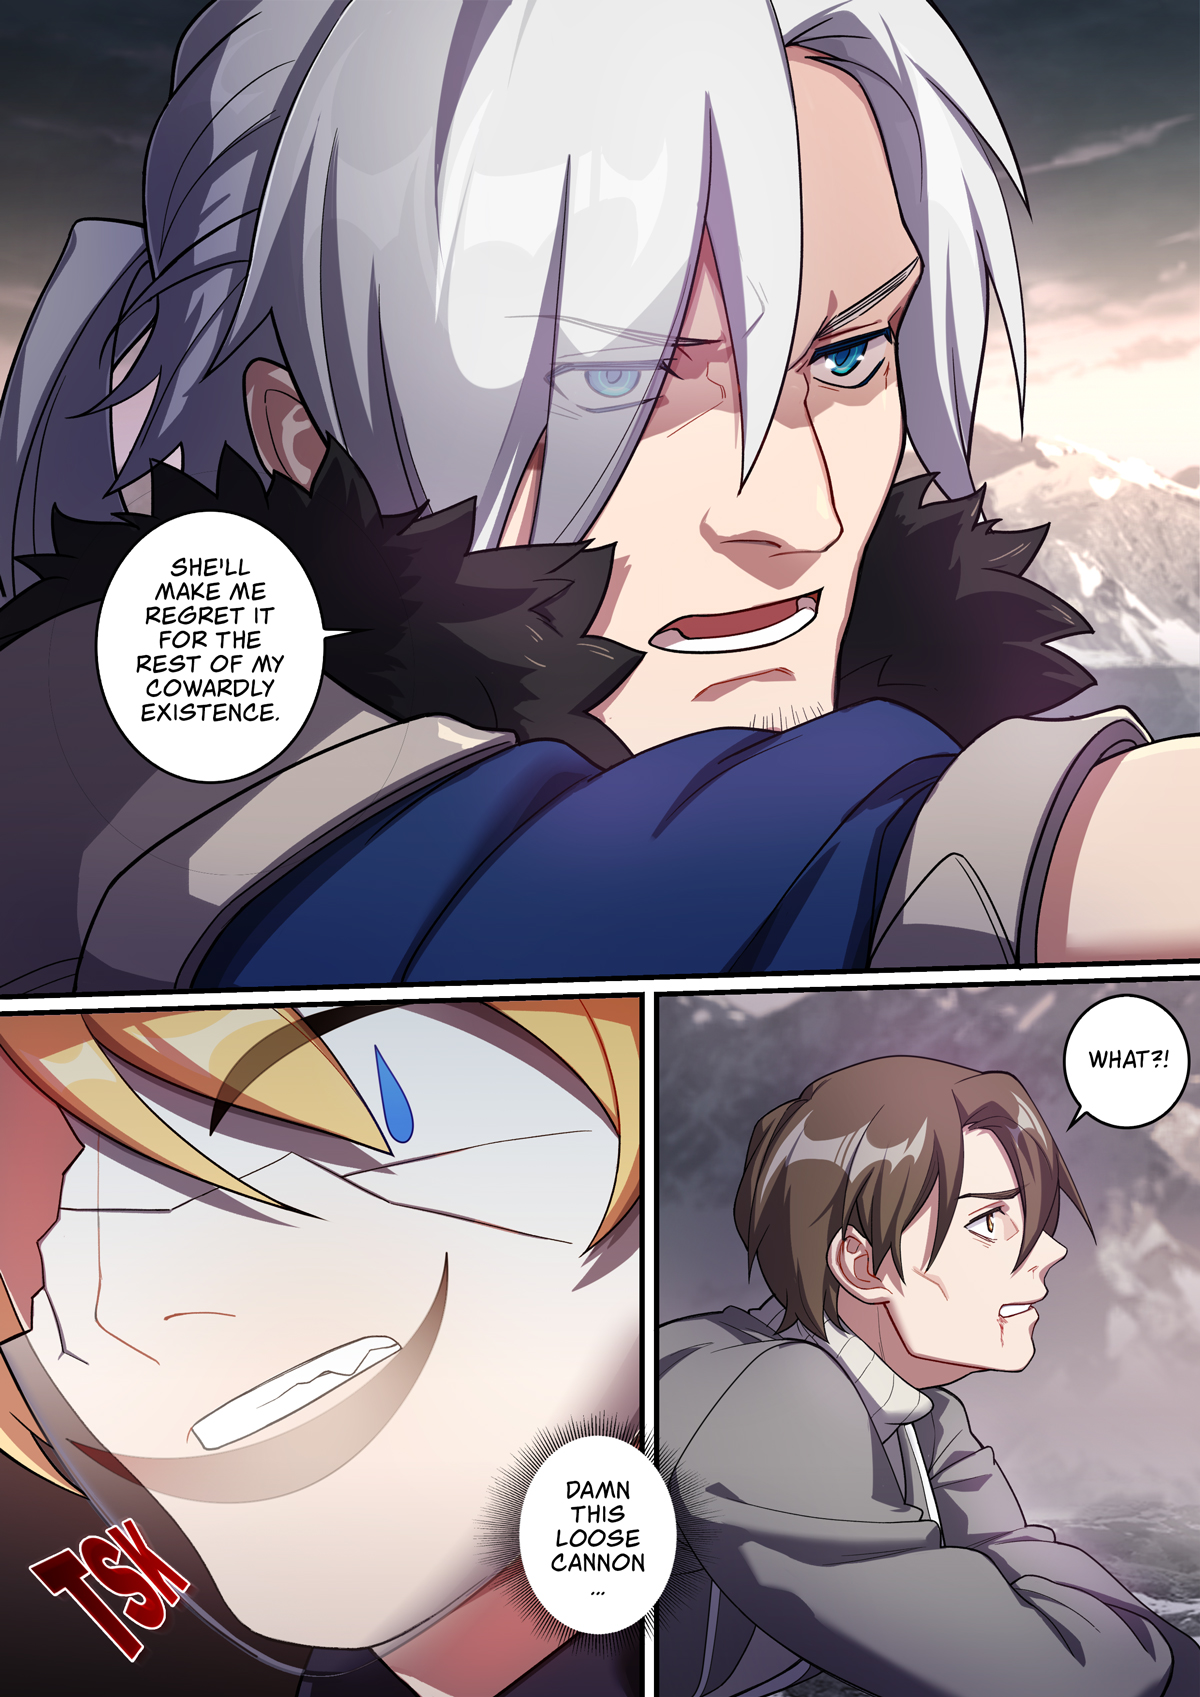 SHE'LL
MAKE ME
REGRET IT
FOR THE
REST OF MY
COWARDLY
EXISTENCE.
WHAT?!
DAMN
THIS
LOOSE
CANNON
...
TSK